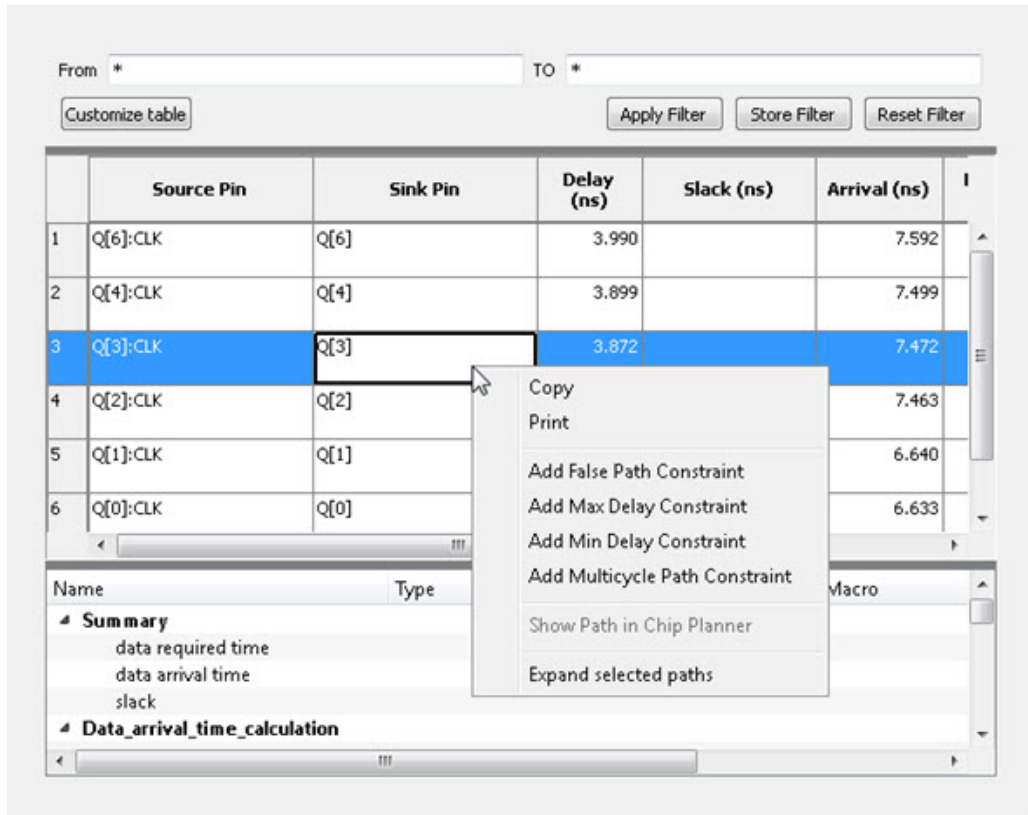 From * TO *
Customize table Apply Filter Store Filter Reset Filter
Source Pin Sink Pin Delay (ns) Slack (ns) Arrival (ns)
1 Q[6]:CLK Q[6] 3.990 7.592
2 Q[4]:CLK Q[4] 3.899 7.499
3 Q[3]:CLK Q[3] 3.872 7.472
4 Q[2]:CLK Q[2] 7.463
5 Q[1]:CLK Q[1] 6.640
6 Q[0]:CLK Q[0] 6.633
Copy
Print
Add False Path Constraint
Add Max Delay Constraint
Add Min Delay Constraint
Add Multicycle Path Constraint
Show Path in Chip Planner
Expand selected paths
Name Type Macro
Summary
data required time
data arrival time
slack
Data_arrival_time_calculation